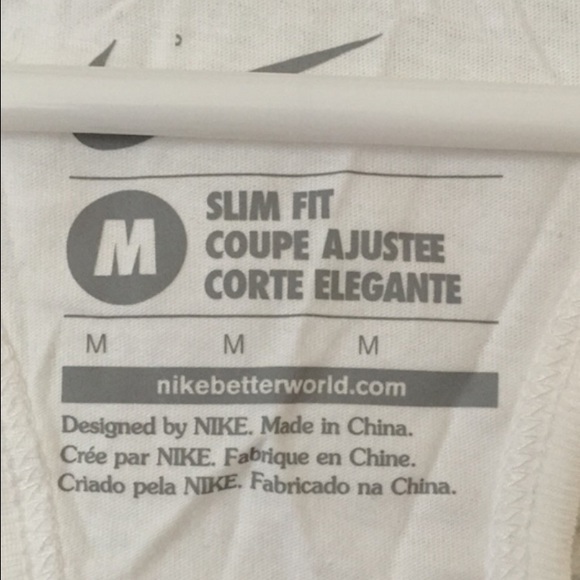 M
SLIM FIT
COUPE AJUSTEE
CORTE ELEGANTE
M M M
nikebetterworld.com
Designed by NIKE. Made in China.
Crée par NIKE. Fabrique en Chine.
Criado pela NIKE. Fabricado na China.